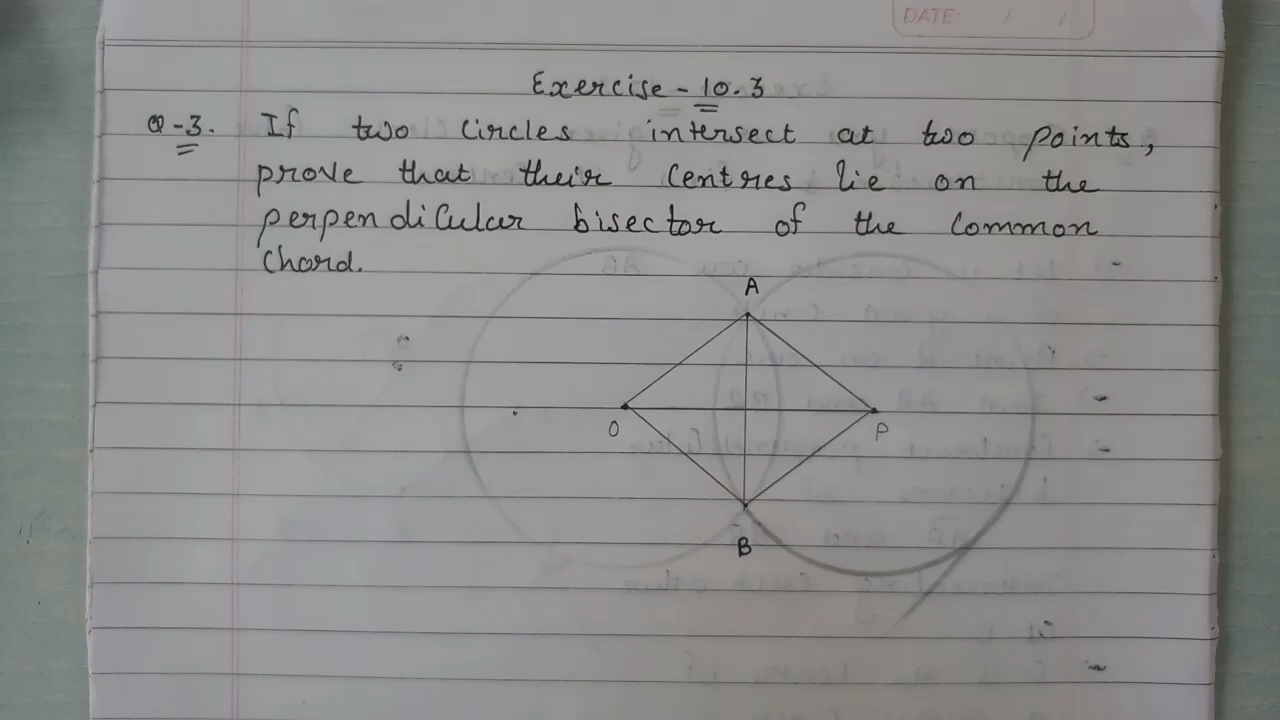 DATE: / /
Exercise - 10.3
Q-3. If two circles intersect at two points,
prove that their centres lie on the
perpendicular bisector of the common
chord.
A
O
P
B